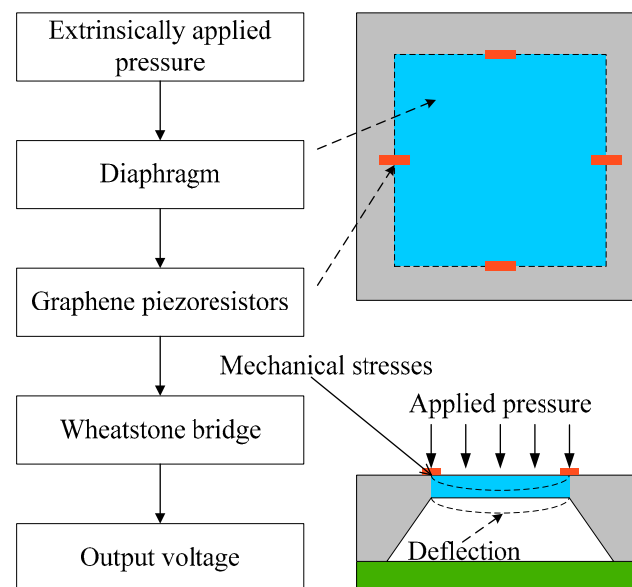 Extrinsically applied
pressure
Diaphragm
Graphene piezoresistors
Wheatstone bridge
Output voltage
Mechanical stresses
Applied pressure
Deflection